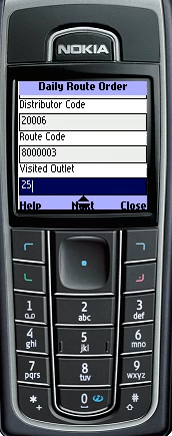 NOKIA
Daily Route Order
Distributor Code
20006
Route Code
8000003
Visited Outlet
25
Help Next Close
1 2 abc 3 def
4 ghi 5 jkl 6 mno
7 pqrs 8 tuv 9 wxyz
* + 0 #